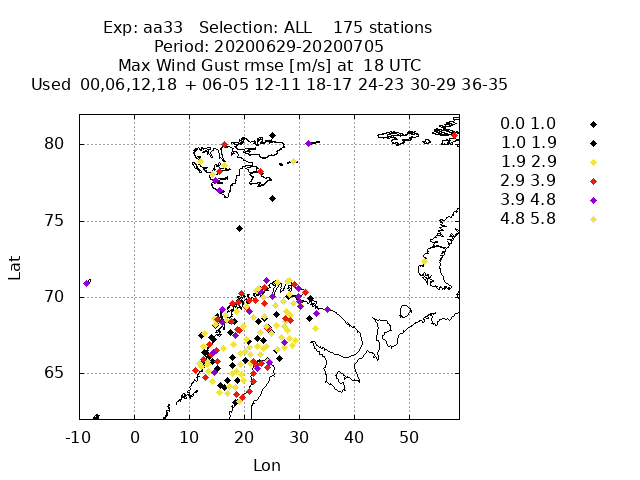 Exp: aa33 Selection: ALL 175 stations
Period: 20200629-20200705
Max Wind Gust rmse [m/s] at 18 UTC
Used 00,06,12,18 + 06-05 12-11 18-17 24-23 30-29 36-35
0.0 1.0
1.0 1.9
1.9 2.9
2.9 3.9
3.9 4.8
4.8 5.8
80
75
70
65
Lat
-10 0 10 20 30 40 50
Lon